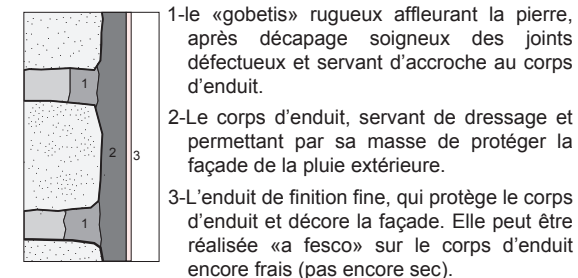 1-le «gobetis» rugueux affleurant la pierre,
après décapage soigneux des joints
défectueux et servant d'accroche au corps
d'enduit.
2-Le corps d'enduit, servant de dressage et
permettant par sa masse de protéger la
façade de la pluie extérieure.
3-L'enduit de finition fine, qui protège le corps
d'enduit et décore la façade. Elle peut être
réalisée «a fesco» sur le corps d'enduit
encore frais (pas encore sec).
1
2
3
1